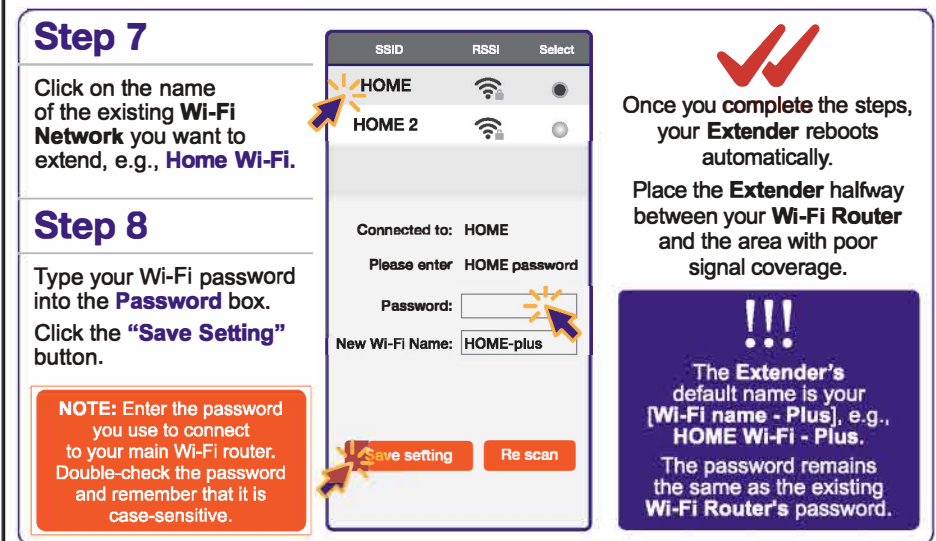 Step 7
Click on the name
of the existing Wi-Fi
Network you want to
extend, e.g., Home Wi-Fi.
Step 8
Type your Wi-Fi password
into the Password box.
Click the “Save Setting”
button.
NOTE: Enter the password
you use to connect
to your main Wi-Fi router.
Double-check the password
and remember that it is
case-sensitive.
SSID RSSI Select
HOME
HOME 2
Connected to: HOME
Please enter HOME password
Password:
New Wi-Fi Name: HOME-plus
Save setting Re scan
Once you complete the steps,
your Extender reboots
automatically.
Place the Extender halfway
between your Wi-Fi Router
and the area with poor
signal coverage.
!!!
The Extender's
default name is your
[Wi-Fi name - Plus], e.g.,
HOME Wi-Fi - Plus.
The password remains
the same as the existing
Wi-Fi Router's password.